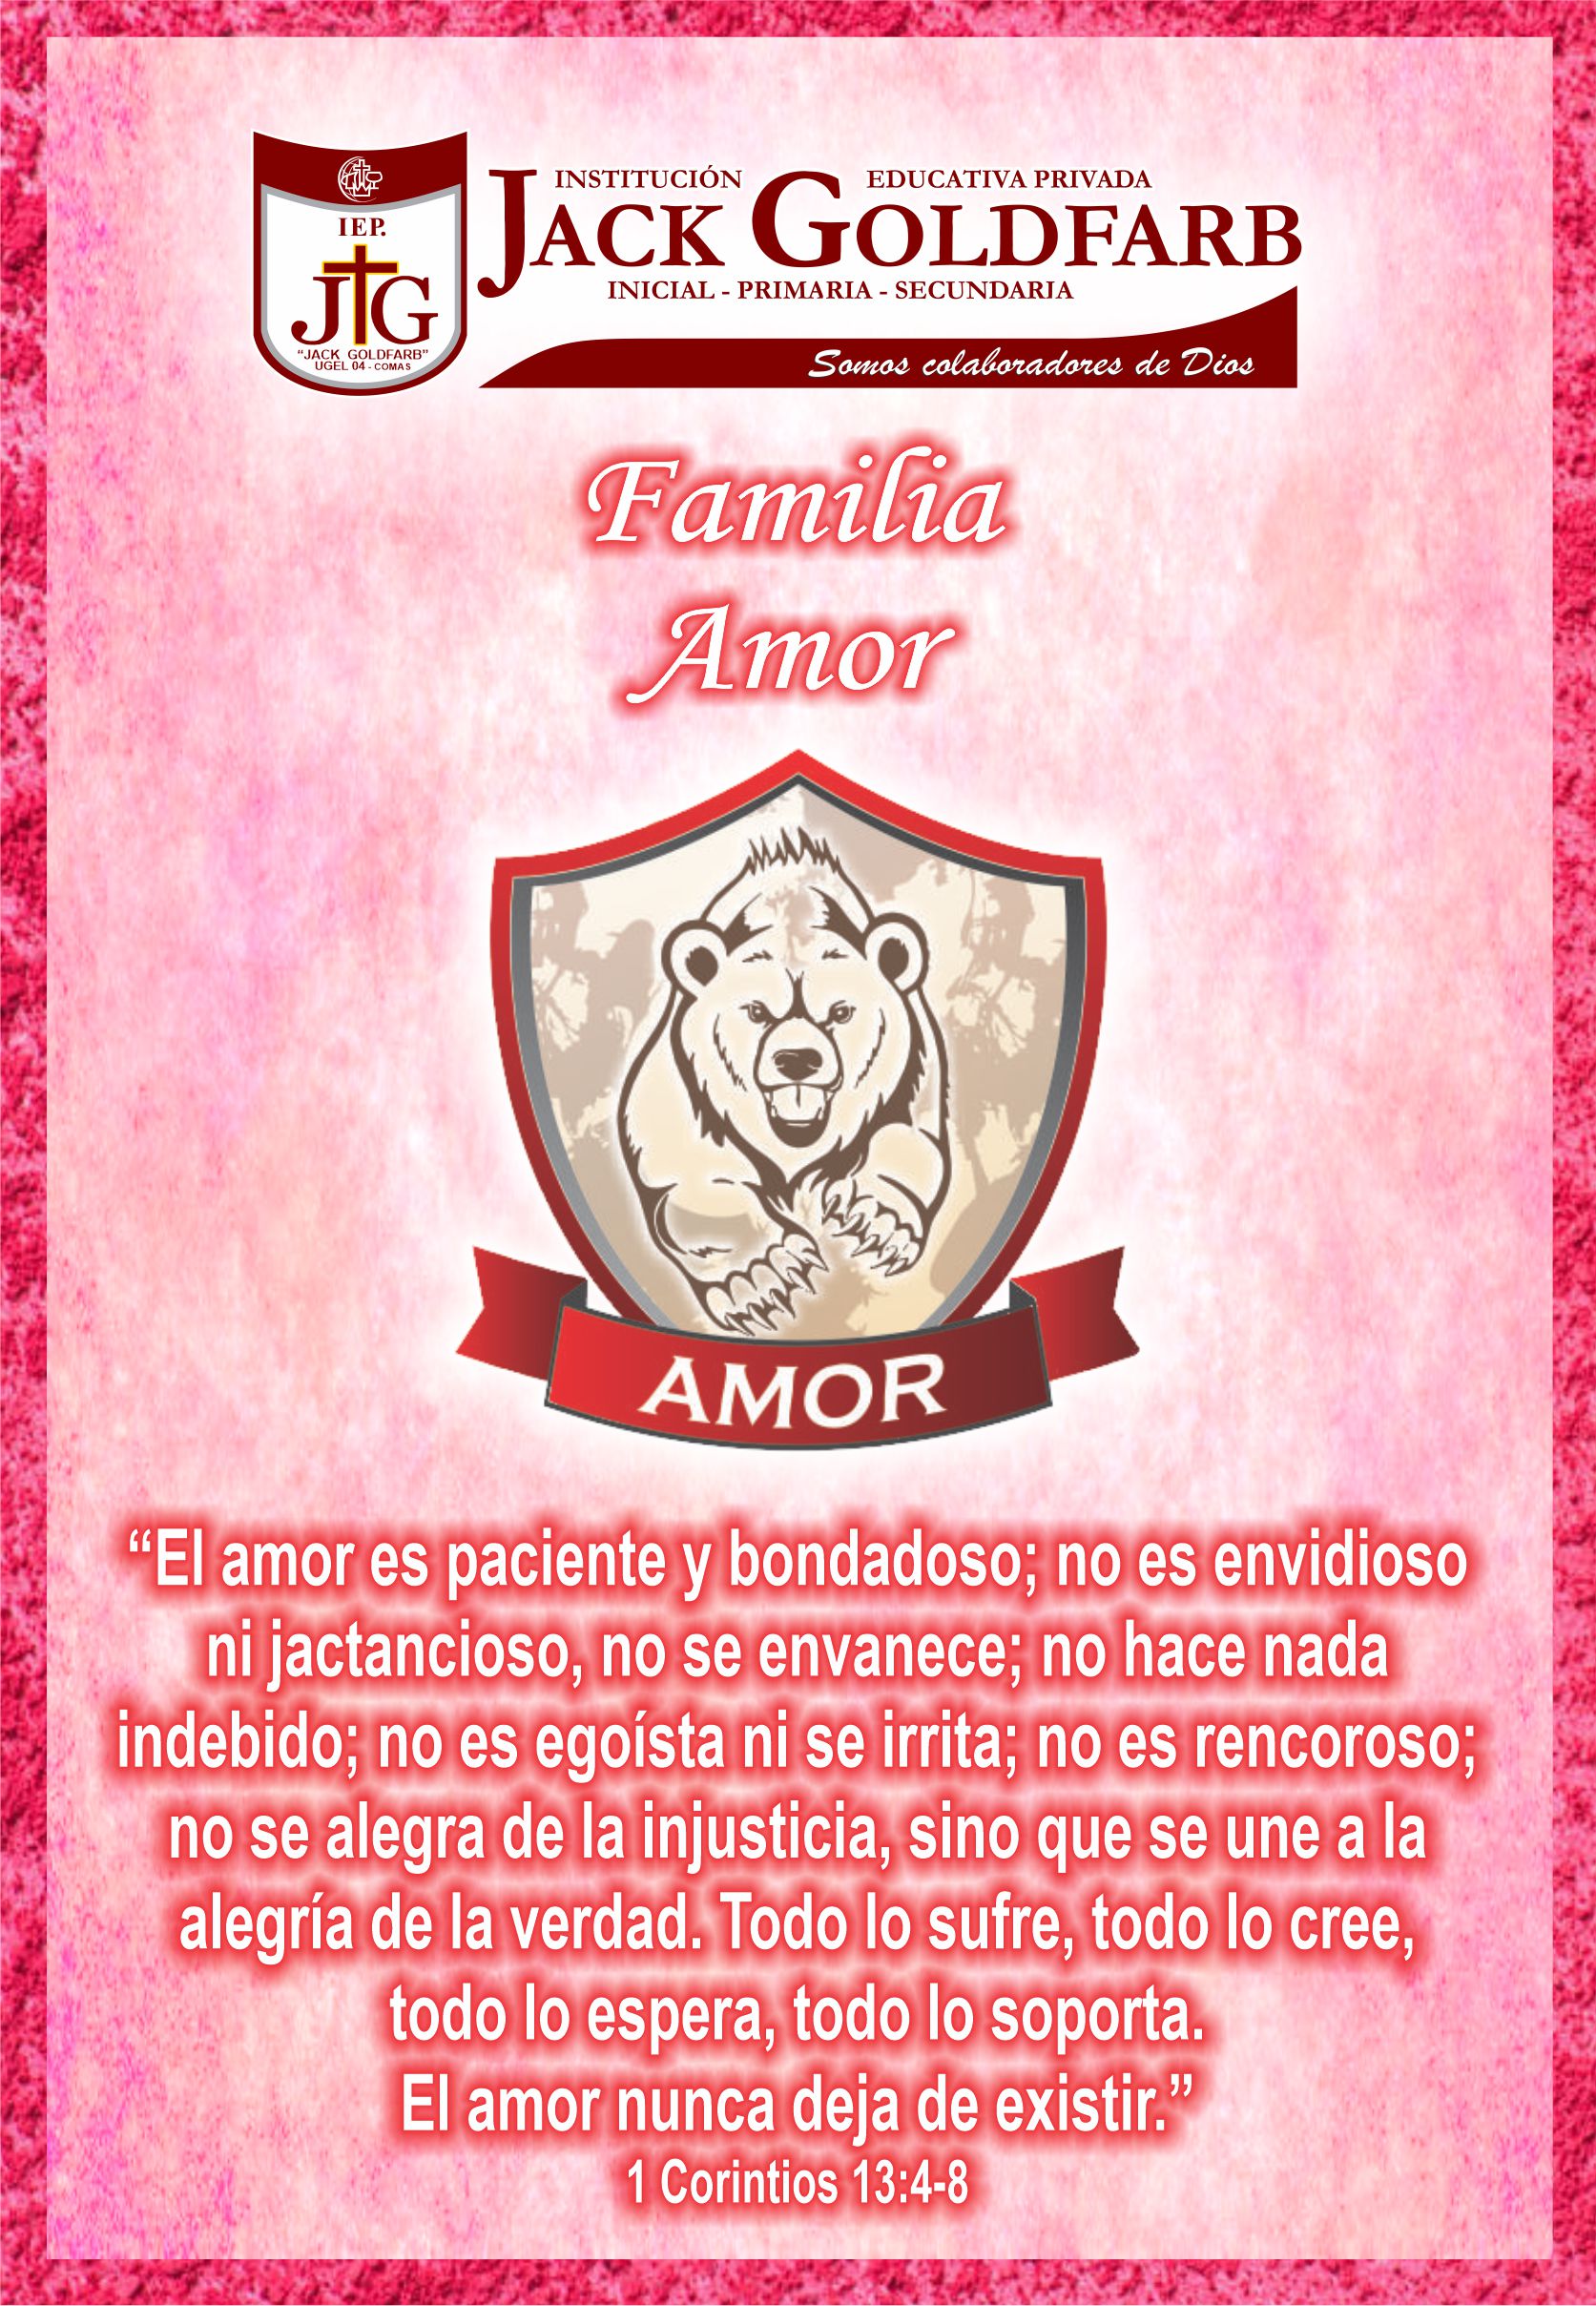 IEP.
JTG
“JACK GOLDFARB”
UGEL 04 - COMAS
INSTITUCIÓN EDUCATIVA PRIVADA
JACK GOLDFARB
INICIAL - PRIMARIA - SECUNDARIA
Somos colaboradores de Dios
Familia
Amor
AMOR
“El amor es paciente y bondadoso; no es envidioso
ni jactancioso, no se envanece; no hace nada
indebido; no es egoísta ni se irrita; no es rencoroso;
no se alegra de la injusticia, sino que se une a la
alegría de la verdad. Todo lo sufre, todo lo cree,
todo lo espera, todo lo soporta.
El amor nunca deja de existir.”
1 Corintios 13:4-8